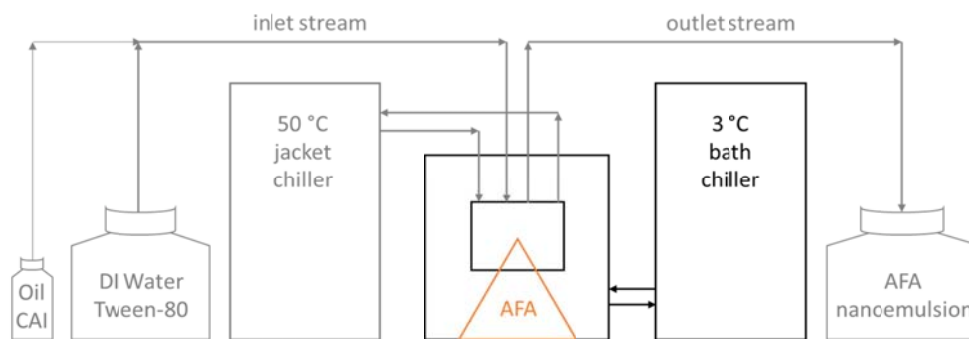 inlet stream
outlet stream
50 °C
jacket
chiller
3 °C
bath
chiller
Oil
CAI
DI Water
Tween-80
AFA
AFA
nanoemulsion